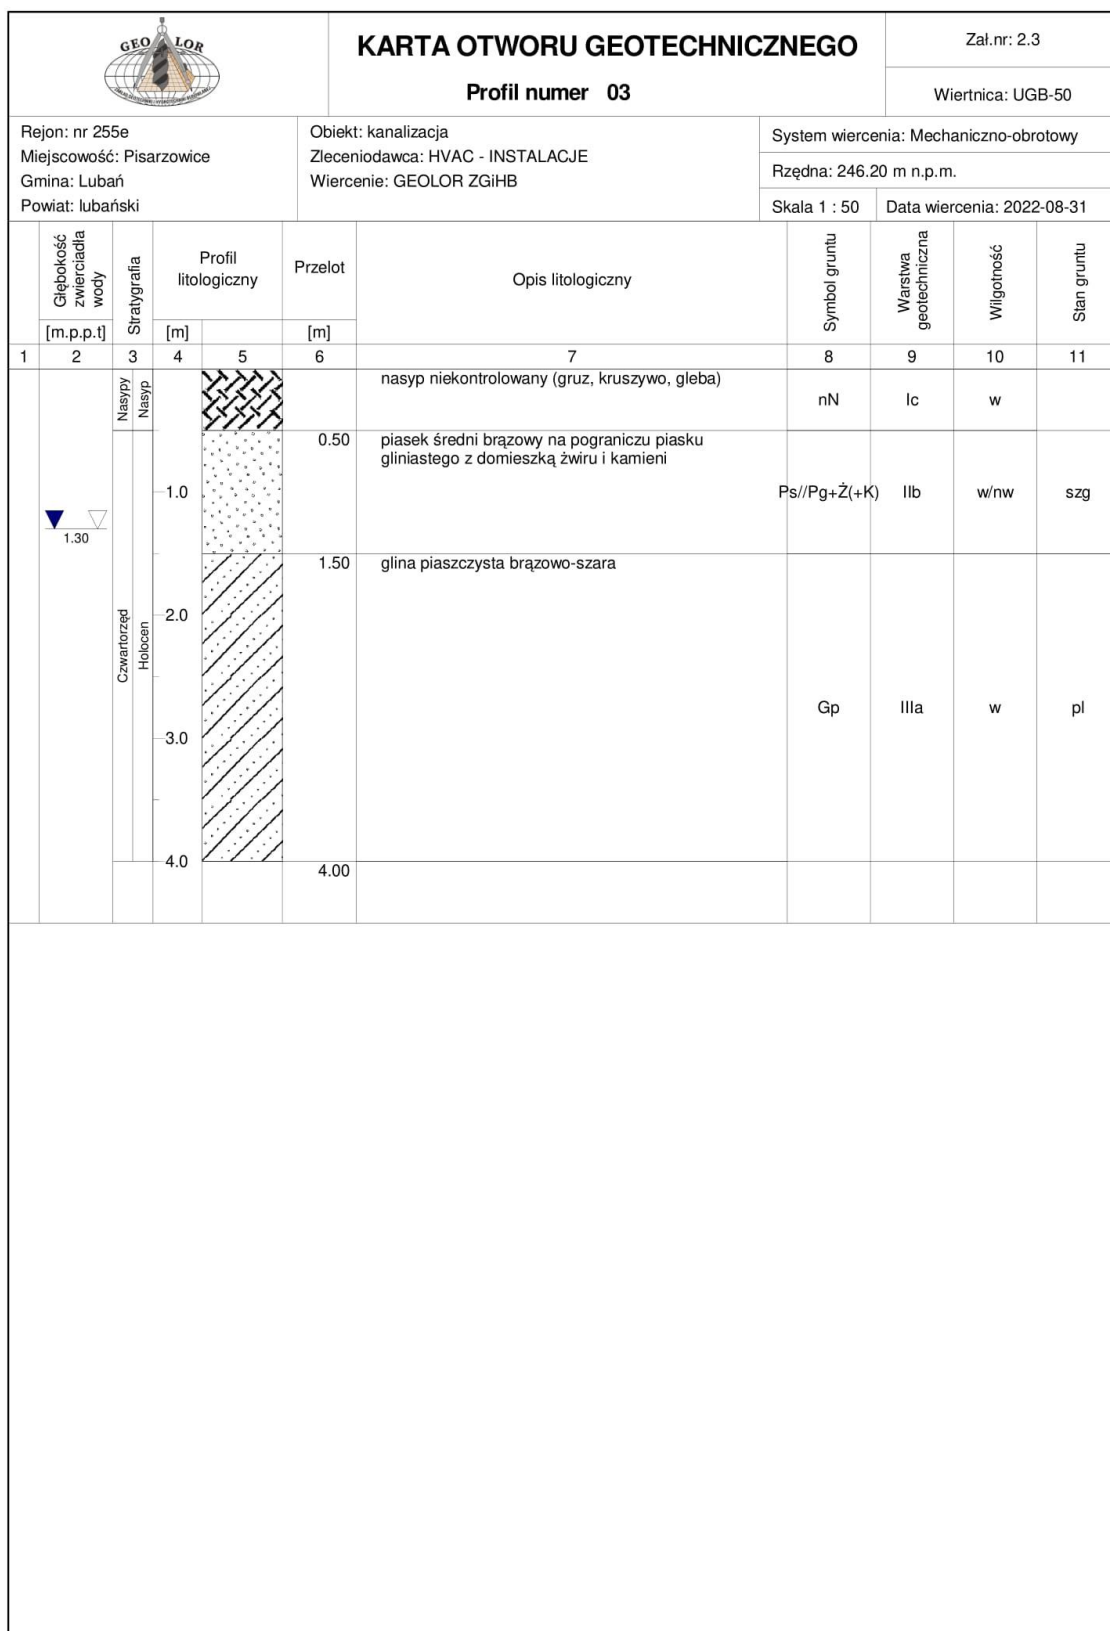 GEO LOR
KARTA OTWORU GEOTECHNICZNEGO
Profil numer 03
Zał.nr: 2.3
Wiertnica: UGB-50
Rejon: nr 255e
Miejscowość: Pisarzowice
Gmina: Lubań
Powiat: lubański
Obiekt: kanalizacja
Zleceniodawca: HVAC - INSTALACJE
Wiercenie: GEOLOR ZGiHB
System wiercenia: Mechaniczno-obrotowy
Rzędna: 246.20 m n.p.m.
Skala 1 : 50
Data wiercenia: 2022-08-31
Głębokość
zwierciadła
wody
[m.p.p.t]
Stratygrafia
Profil
litologiczny
[m]
Przelot
[m]
Opis litologiczny
Symbol gruntu
Warstwa
geotechniczna
Wilgotność
Stan gruntu
1 2 3 4 5 6 7 8 9 10 11
Nasypy
Nasyp
nasyp niekontrolowany (gruz, kruszywo, gleba)
nN Ic w
0.50
piasek średni brązowy na pograniczu piasku
gliniastego z domieszką żwiru i kamieni
1.0
Ps//Pg+Ż(+K) IIb w/nw szg
1.30
1.50
glina piaszczysta brązowo-szara
2.0
Czwartorzęd
Holocen
Gp IIIa w pl
3.0
4.0
4.00